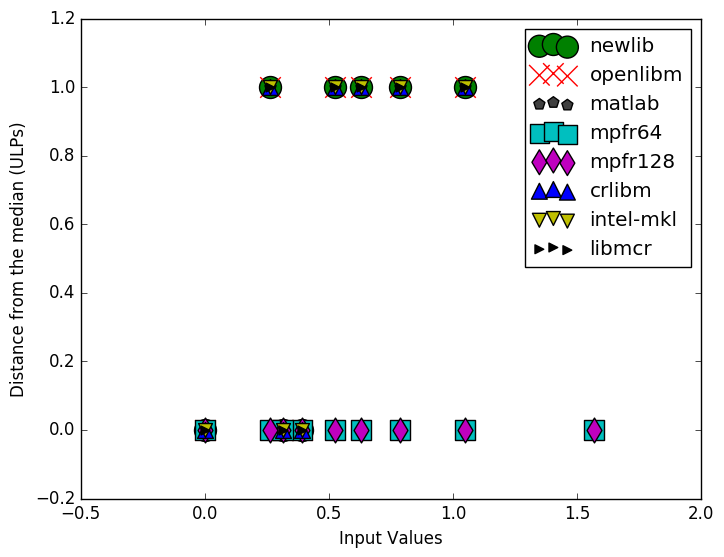 1.2
1.0
0.8
0.6
0.4
0.2
0.0
−0.2
−0.5
0.0
0.5
1.0
1.5
2.0
Distance from the median (ULPs)
Input Values
newlib
openlibm
matlab
mpfr64
mpfr128
crlibm
intel-mkl
libmcr